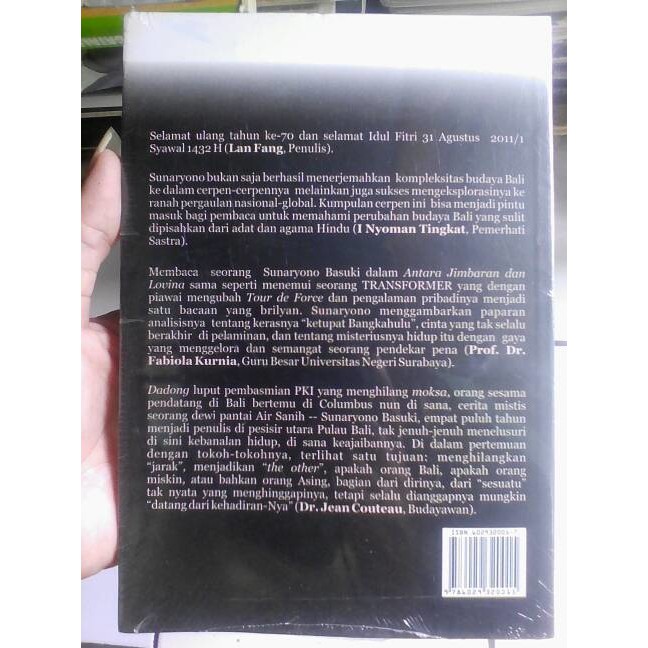 Selamat ulang tahun ke-70 dan selamat Idul Fitri 31 Agustus 2011/1
Syawal 1432 H (Lan Fang, Penulis).
Sunaryono bukan saja berhasil menerjemahkan kompleksitas budaya Bali
ke dalam cerpen-cerpennya melainkan juga sukses mengeksplorasinya ke
ranah pergaulan nasional-global. Kumpulan cerpen ini bisa menjadi pintu
masuk bagi pembaca untuk memahami perubahan budaya Bali yang sulit
dipisahkan dari adat dan agama Hindu (I Nyoman Tingkat, Pemerhati
Sastra).
Membaca seorang Sunaryono Basuki dalam Antara Jimbaran dan
Lovina sama seperti menemui seorang TRANSFORMER yang dengan
piawai mengubah Tour de Force dan pengalaman pribadinya menjadi
satu bacaan yang brilyan. Sunaryono menggambarkan paparan
analisisnya tentang kerasnya “ketupat Bangkahulu”, cinta yang tak selalu
berakhir di pelaminan, dan tentang misteriusnya hidup itu dengan gaya
yang menggelora dan semangat seorang pendekar pena (Prof. Dr.
Fabiola Kurnia, Guru Besar Universitas Negeri Surabaya).
Dadong luput pembasmian PKI yang menghilang moksa, orang sesama
pendatang di Bali bertemu di Columbus nun di sana, cerita mistis
seorang dewi pantai Air Sanih -- Sunaryono Basuki, empat puluh tahun
menjadi penulis di pesisir utara Pulau Bali, tak jenuh-jenuh menelusuri
di sini kebanalan hidup, di sana keajaibannya. Di dalam pertemuan
dengan tokoh-tokohnya, terlihat satu tujuan: menghilangkan
“jarak”, menjadikan “the other”, apakah orang Bali, apakah orang
miskin, atau bahkan orang Asing, bagian dari dirinya, dari “sesuatu”
tak nyata yang menghinggapinya, tetapi selalu dianggapnya mungkin
“datang dari kehadiran-Nya” (Dr. Jean Couteau, Budayawan).
ISBN